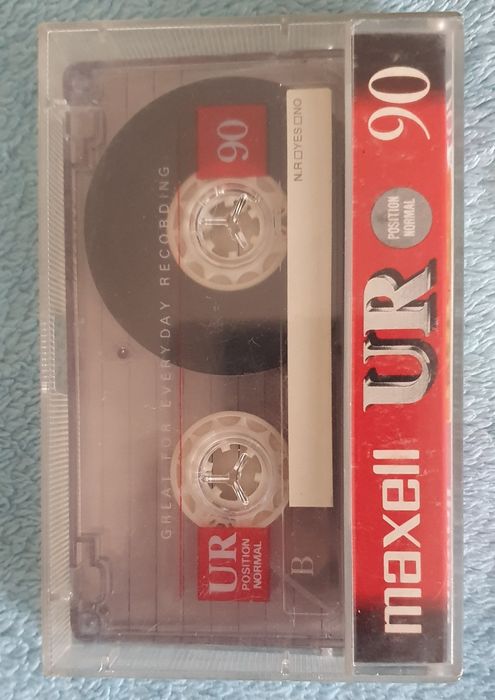 maxell UR POSITION NORMAL 90
N.R □YES □NO
B
UR
POSITION
NORMAL
90
GREAT FOR EVERYDAY RECORDING